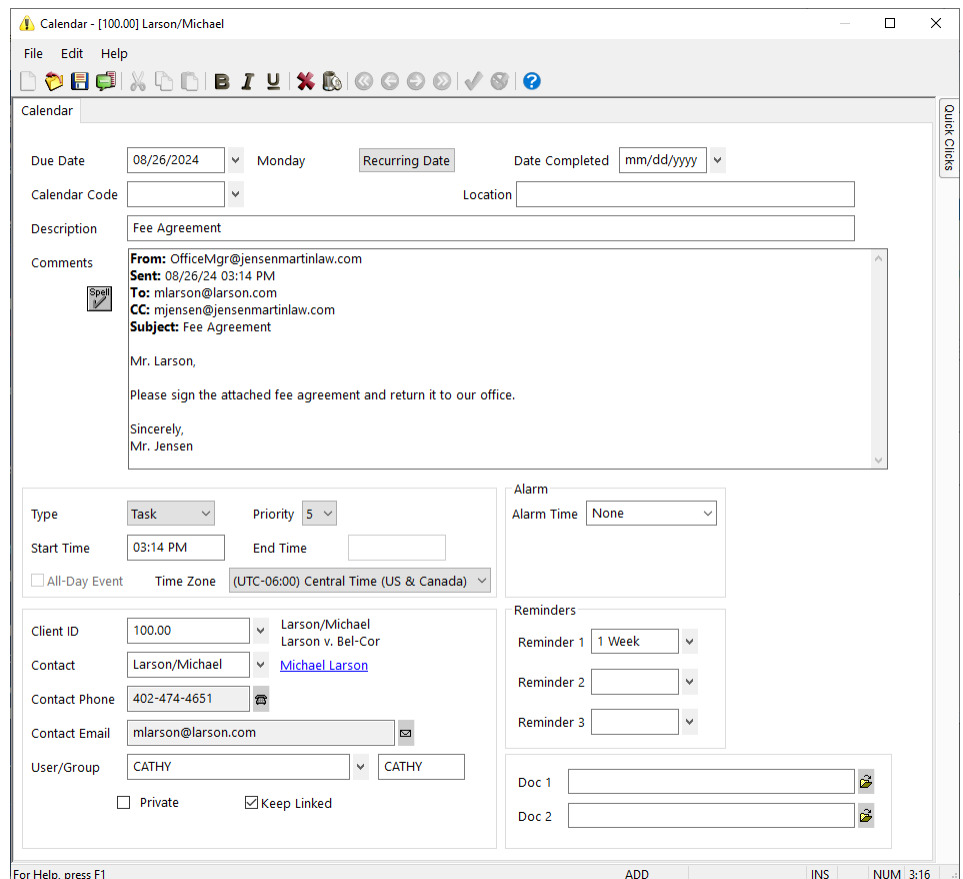 Calendar - [100.00] Larson/Michael
File Edit Help
B I U
Calendar
Quick Clicks
Due Date 08/26/2024 Monday Recurring Date Date Completed mm/dd/yyyy
Calendar Code Location
Description Fee Agreement
Comments
Spell
From: OfficeMgr@jensenmartinlaw.com
Sent: 08/26/24 03:14 PM
To: mlarson@larson.com
CC: mjensen@jensenmartinlaw.com
Subject: Fee Agreement
Mr. Larson,
Please sign the attached fee agreement and return it to our office.
Sincerely,
Mr. Jensen
Type Task Priority 5
Start Time 03:14 PM End Time
All-Day Event Time Zone (UTC-06:00) Central Time (US & Canada)
Alarm
Alarm Time None
Client ID 100.00 Larson/Michael
Larson v. Bel-Cor
Contact Larson/Michael Michael Larson
Contact Phone 402-474-4651
Contact Email mlarson@larson.com
User/Group CATHY CATHY
Private Keep Linked
Reminders
Reminder 1 1 Week
Reminder 2
Reminder 3
Doc 1
Doc 2
For Help, press F1 ADD INS NUM 3:16